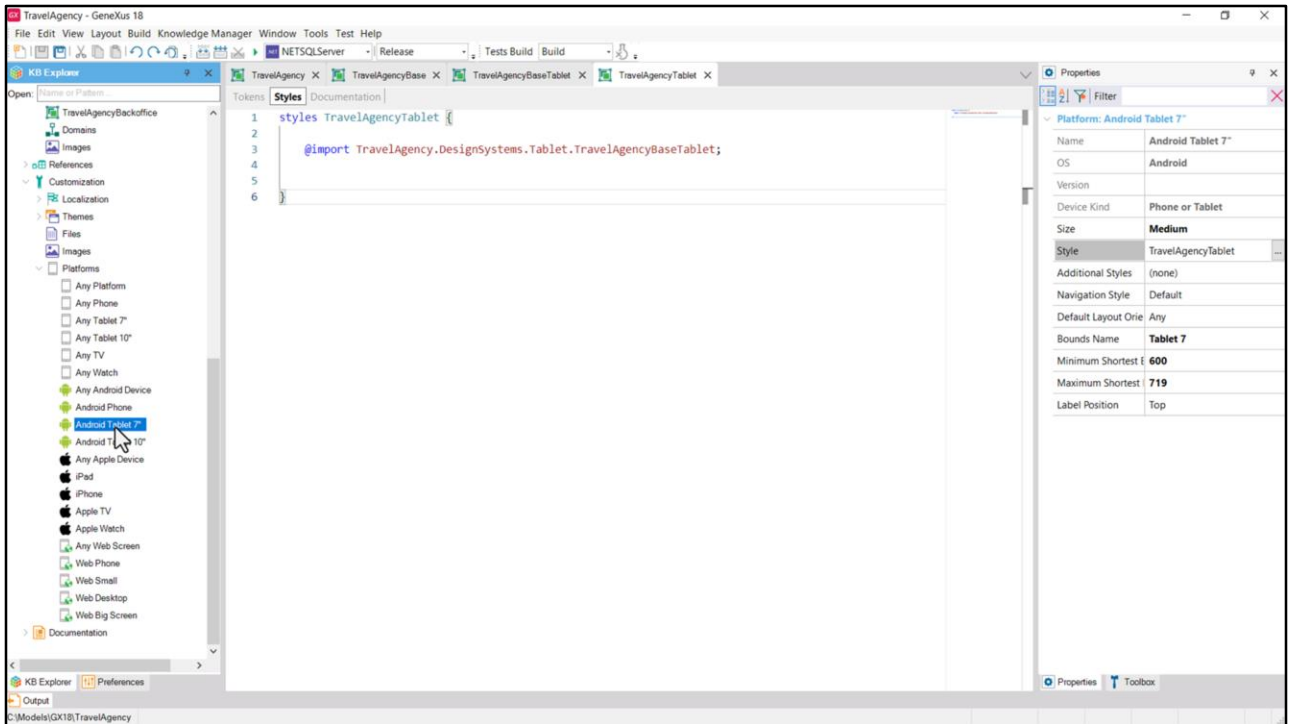 TravelAgency - GeneXus 18
File Edit View Layout Build Knowledge Manager Window Tools Test Help
NETSQLServer Release Tests Build Build
KB Explorer
Open: Name or Pattern...
TravelAgencyBackoffice
Domains
Images
References
Customization
Localization
Themes
Files
Images
Platforms
Any Platform
Any Phone
Any Tablet 7"
Any Tablet 10"
Any TV
Any Watch
Any Android Device
Android Phone
Android Tablet 7"
Android 10"
Any Apple Device
iPad
iPhone
Apple TV
Apple Watch
Any Web Screen
Web Phone
Web Small
Web Desktop
Web Big Screen
Documentation
KB Explorer Preferences
TravelAgency X TravelAgencyBase X TravelAgencyBaseTablet X TravelAgencyTablet X
Tokens Styles Documentation
1 styles TravelAgencyTablet {
2
3 @import TravelAgency.DesignSystems.Tablet.TravelAgencyBaseTablet;
4
5
6 }
Properties
Filter
Platform: Android Tablet 7"
Name Android Tablet 7"
OS Android
Version
Device Kind Phone or Tablet
Size Medium
Style TravelAgencyTablet ...
Additional Styles (none)
Navigation Style Default
Default Layout Orie Any
Bounds Name Tablet 7
Minimum Shortest 600
Maximum Shortest 719
Label Position Top
Properties Toolbox
Output
C:\Models\GX18\TravelAgency